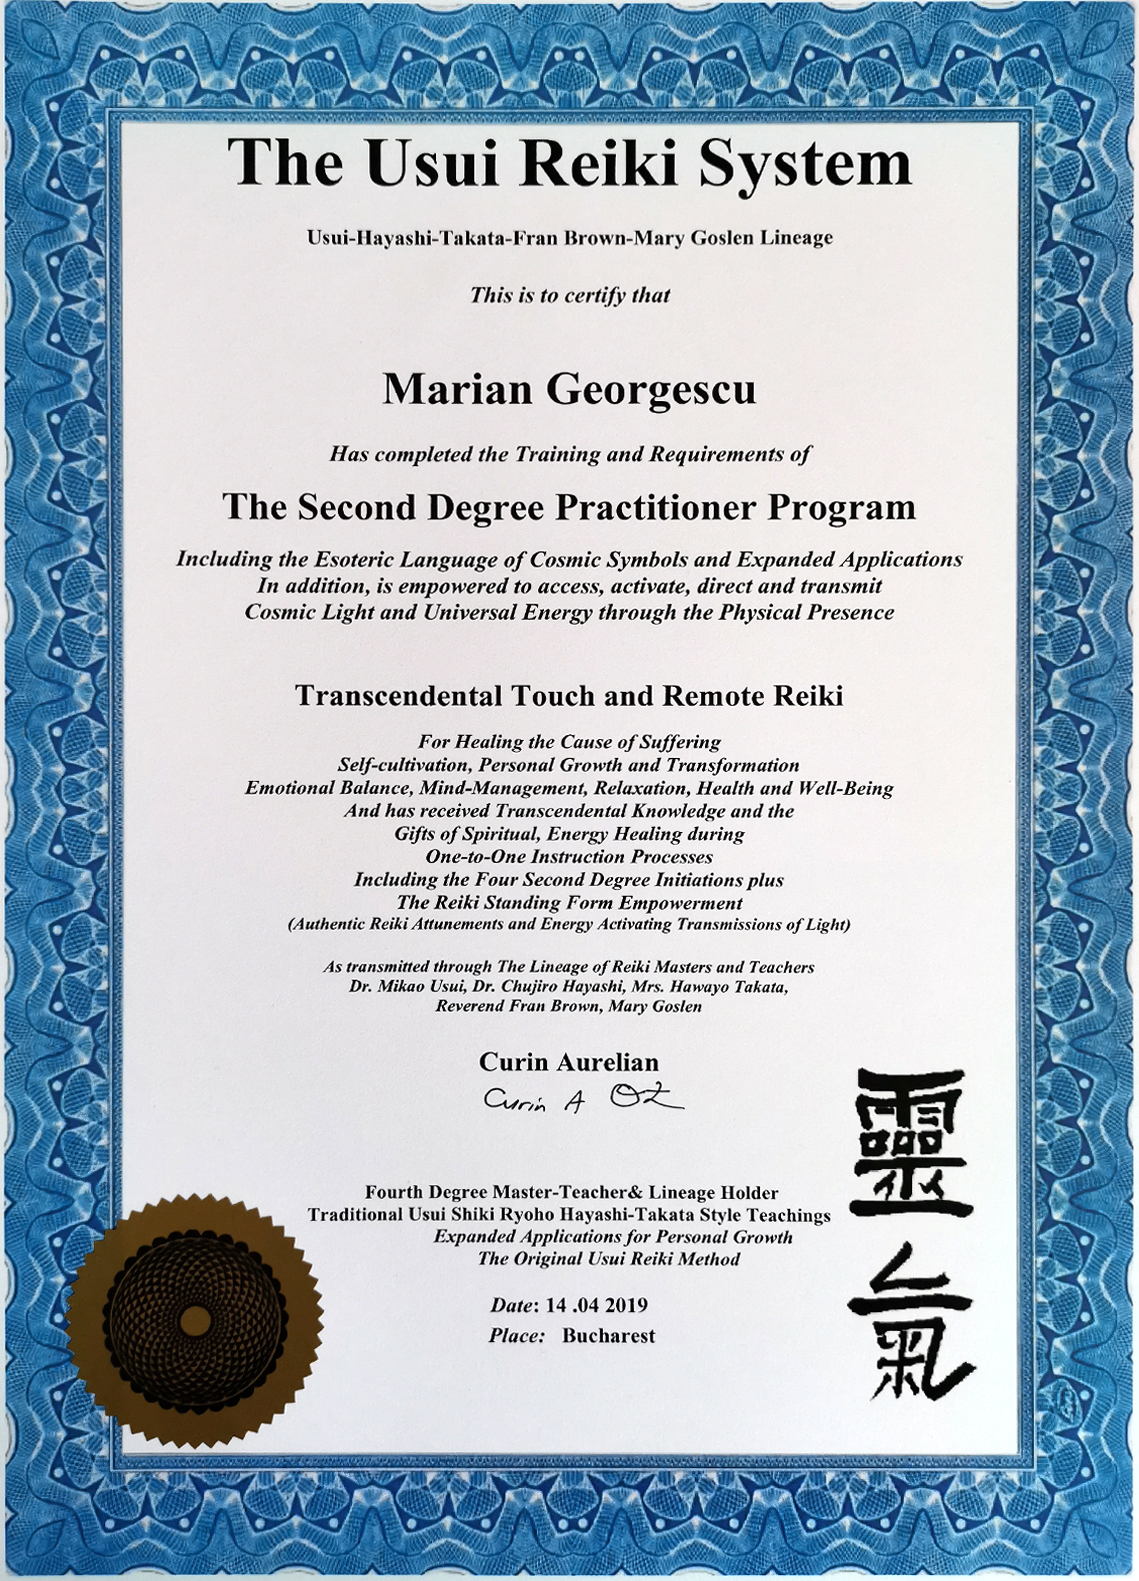 The Usui Reiki System
Usui-Hayashi-Takata-Fran Brown-Mary Goslen Lineage
This is to certify that
Marian Georgescu
Has completed the Training and Requirements of
The Second Degree Practitioner Program
Including the Esoteric Language of Cosmic Symbols and Expanded Applications
In addition, is empowered to access, activate, direct and transmit
Cosmic Light and Universal Energy through the Physical Presence
Transcendental Touch and Remote Reiki
For Healing the Cause of Suffering
Self-cultivation, Personal Growth and Transformation
Emotional Balance, Mind-Management, Relaxation, Health and Well-Being
And has received Transcendental Knowledge and the
Gifts of Spiritual, Energy Healing during
One-to-One Instruction Processes
Including the Four Second Degree Initiations plus
The Reiki Standing Form Empowerment
(Authentic Reiki Attunements and Energy Activating Transmissions of Light)
As transmitted through The Lineage of Reiki Masters and Teachers
Dr. Mikao Usui, Dr. Chujiro Hayashi, Mrs. Hawayo Takata,
Reverend Fran Brown, Mary Goslen
Curin Aurelian
Curin A
Fourth Degree Master-Teacher& Lineage Holder
Traditional Usui Shiki Ryoho Hayashi-Takata Style Teachings
Expanded Applications for Personal Growth
The Original Usui Reiki Method
Date: 14 .04 2019
Place: Bucharest
靈氣